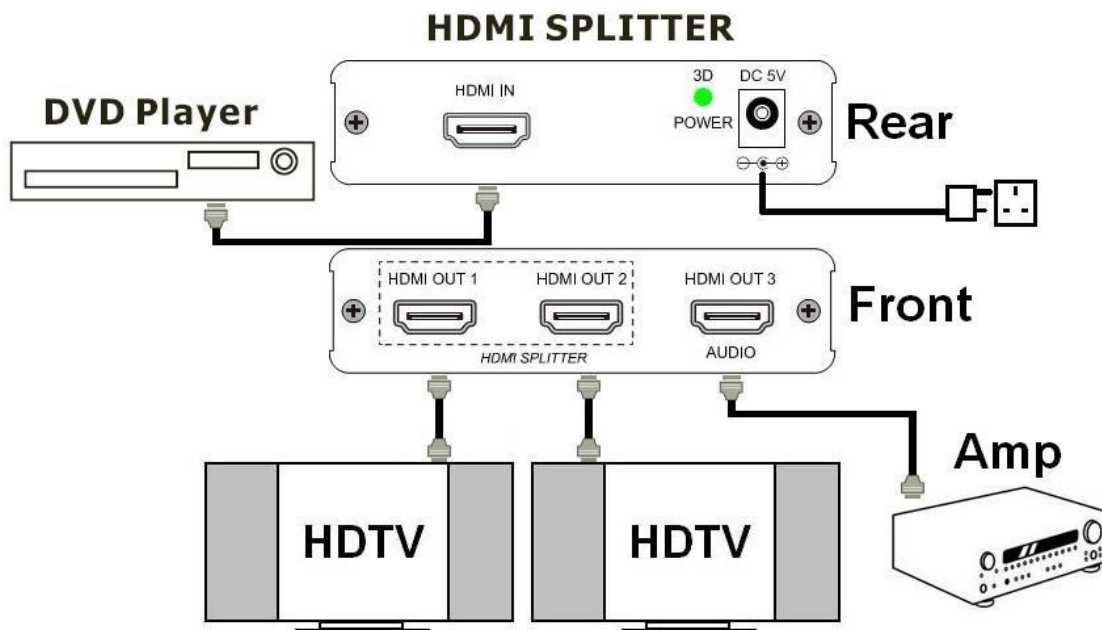 HDMI SPLITTER
DVD Player
HDMI IN
3D
DC 5V
POWER
Rear
HDMI OUT 1
HDMI OUT 2
HDMI OUT 3
Front
HDMI SPLITTER
AUDIO
Amp
HDTV
HDTV